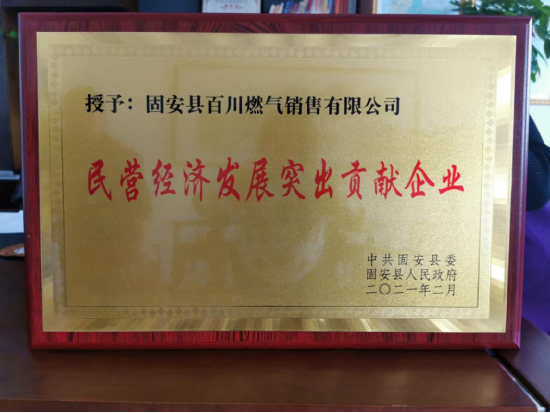 授予：固安县百川燃气销售有限公司
民营经济发展突出贡献企业
中共固安县委
固安县人民政府
二〇二一年二月